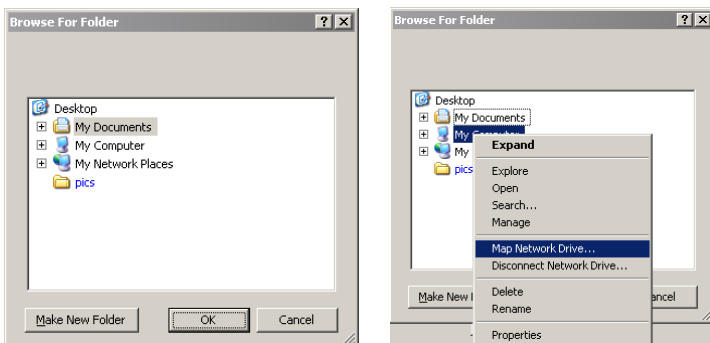 Browse For Folder
Desktop
My Documents
My Computer
My Network Places
pics
Make New Folder
OK
Cancel
Browse For Folder
Desktop
My Documents
My
My
pics
Expand
Explore
Open
Search...
Manage
Map Network Drive...
Disconnect Network Drive...
Delete
Rename
Properties
Make New